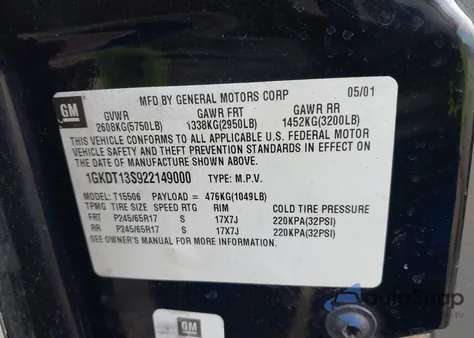 GM
MFD BY GENERAL MOTORS CORP 05/01
GVWR GAWR FRT GAWR RR
2608KG(5750LB) 1338KG(2950LB) 1452KG(3200LB)
THIS VEHICLE CONFORMS TO ALL APPLICABLE U.S. FEDERAL MOTOR
VEHICLE SAFETY AND THEFT PREVENTION STANDARDS IN EFFECT
ON THE DATE OF MANUFACTURE SHOWN ABOVE.
1GKDT13S922149000 TYPE: M.P.V.
MODEL: T15506 PAYLOAD = 476KG(1049LB)
TPMG TIRE SIZE SPEED RTG RIM COLD TIRE PRESSURE
FRT P245/65R17 S 17X7J 220KPA(32PSI)
RR P245/65R17 S 17X7J 220KPA(32PSI)
SEE OWNER'S MANUAL FOR MORE INFORMATION.
GM
AutoSnap
.EU